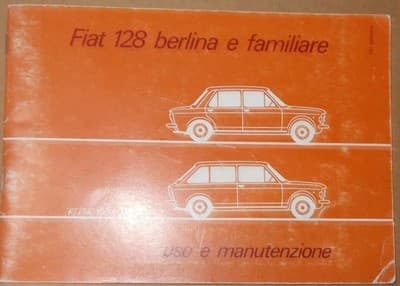 Fiat 128 berlina e familiare
uso e manutenzione